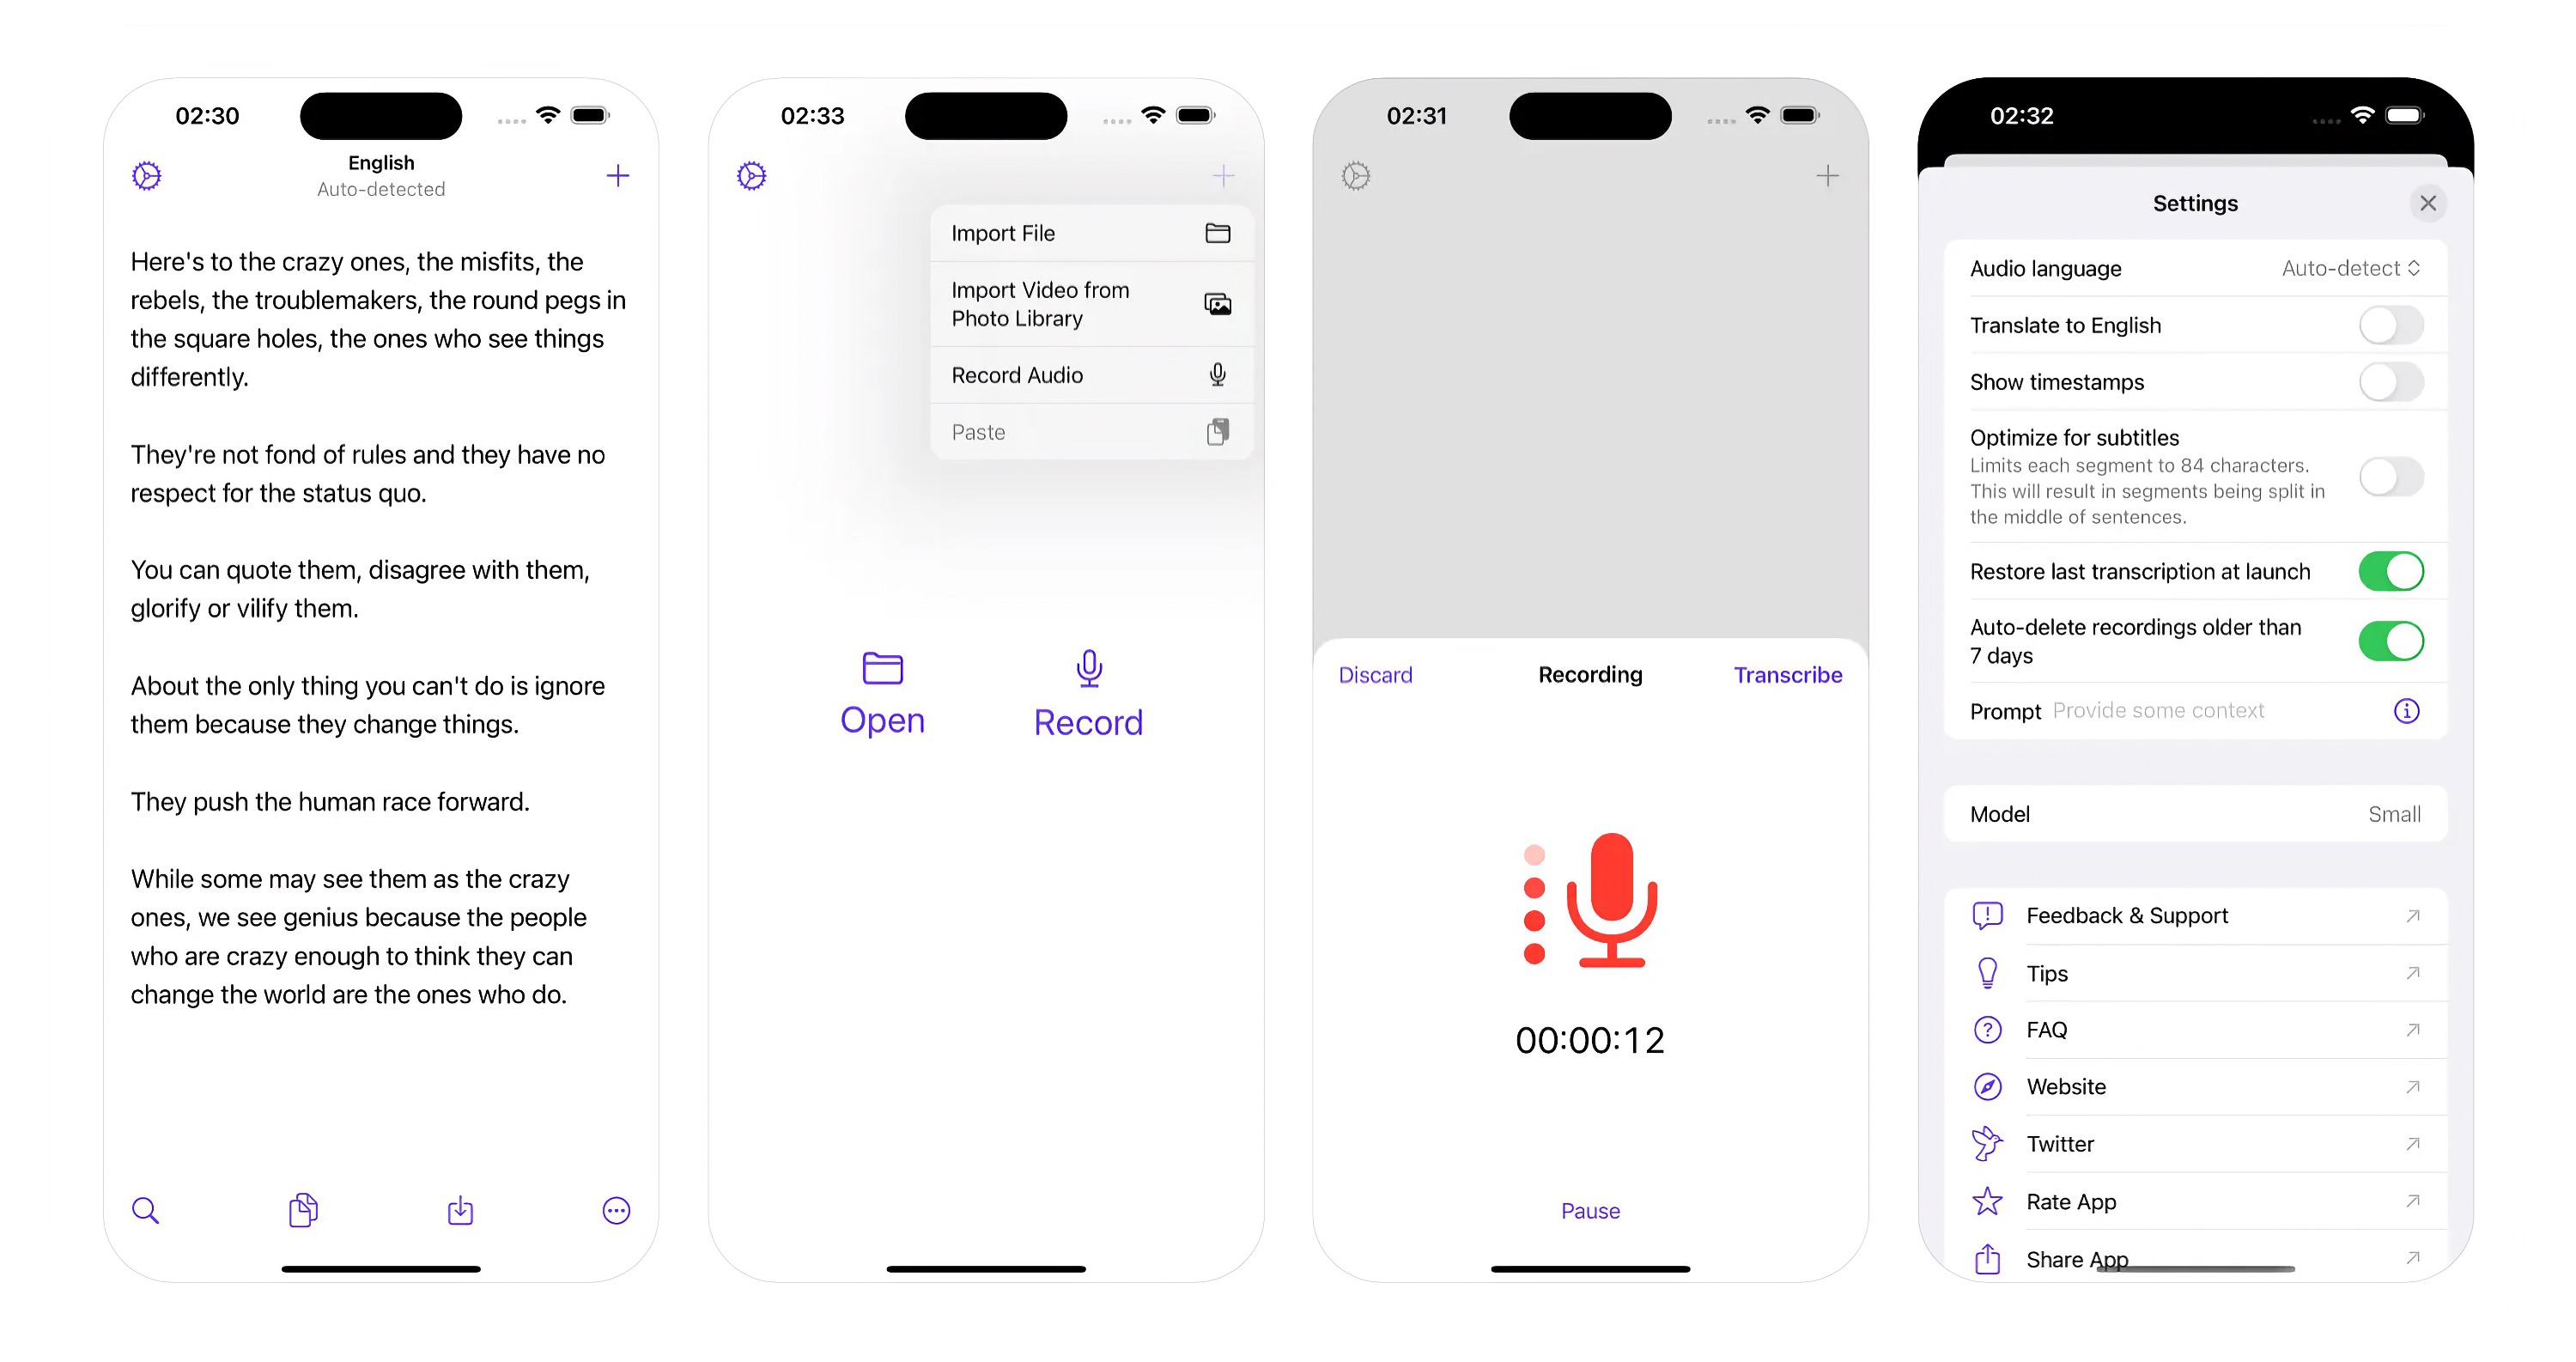 02:30
English
Auto-detected
Here's to the crazy ones, the misfits, the
rebels, the troublemakers, the round pegs in
the square holes, the ones who see things
differently.
They're not fond of rules and they have no
respect for the status quo.
You can quote them, disagree with them,
glorify or vilify them.
About the only thing you can't do is ignore
them because they change things.
They push the human race forward.
While some may see them as the crazy
ones, we see genius because the people
who are crazy enough to think they can
change the world are the ones who do.
02:33
Import File
Import Video from
Photo Library
Record Audio
Paste
Open
Record
02:31
Discard
Recording
Transcribe
00:00:12
Pause
02:32
Settings
Audio language
Auto-detect
Translate to English
Show timestamps
Optimize for subtitles
Limits each segment to 84 characters.
This will result in segments being split in
the middle of sentences.
Restore last transcription at launch
Auto-delete recordings older than
7 days
Prompt
Provide some context
Model
Small
Feedback & Support
Tips
FAQ
Website
Twitter
Rate App
Share App